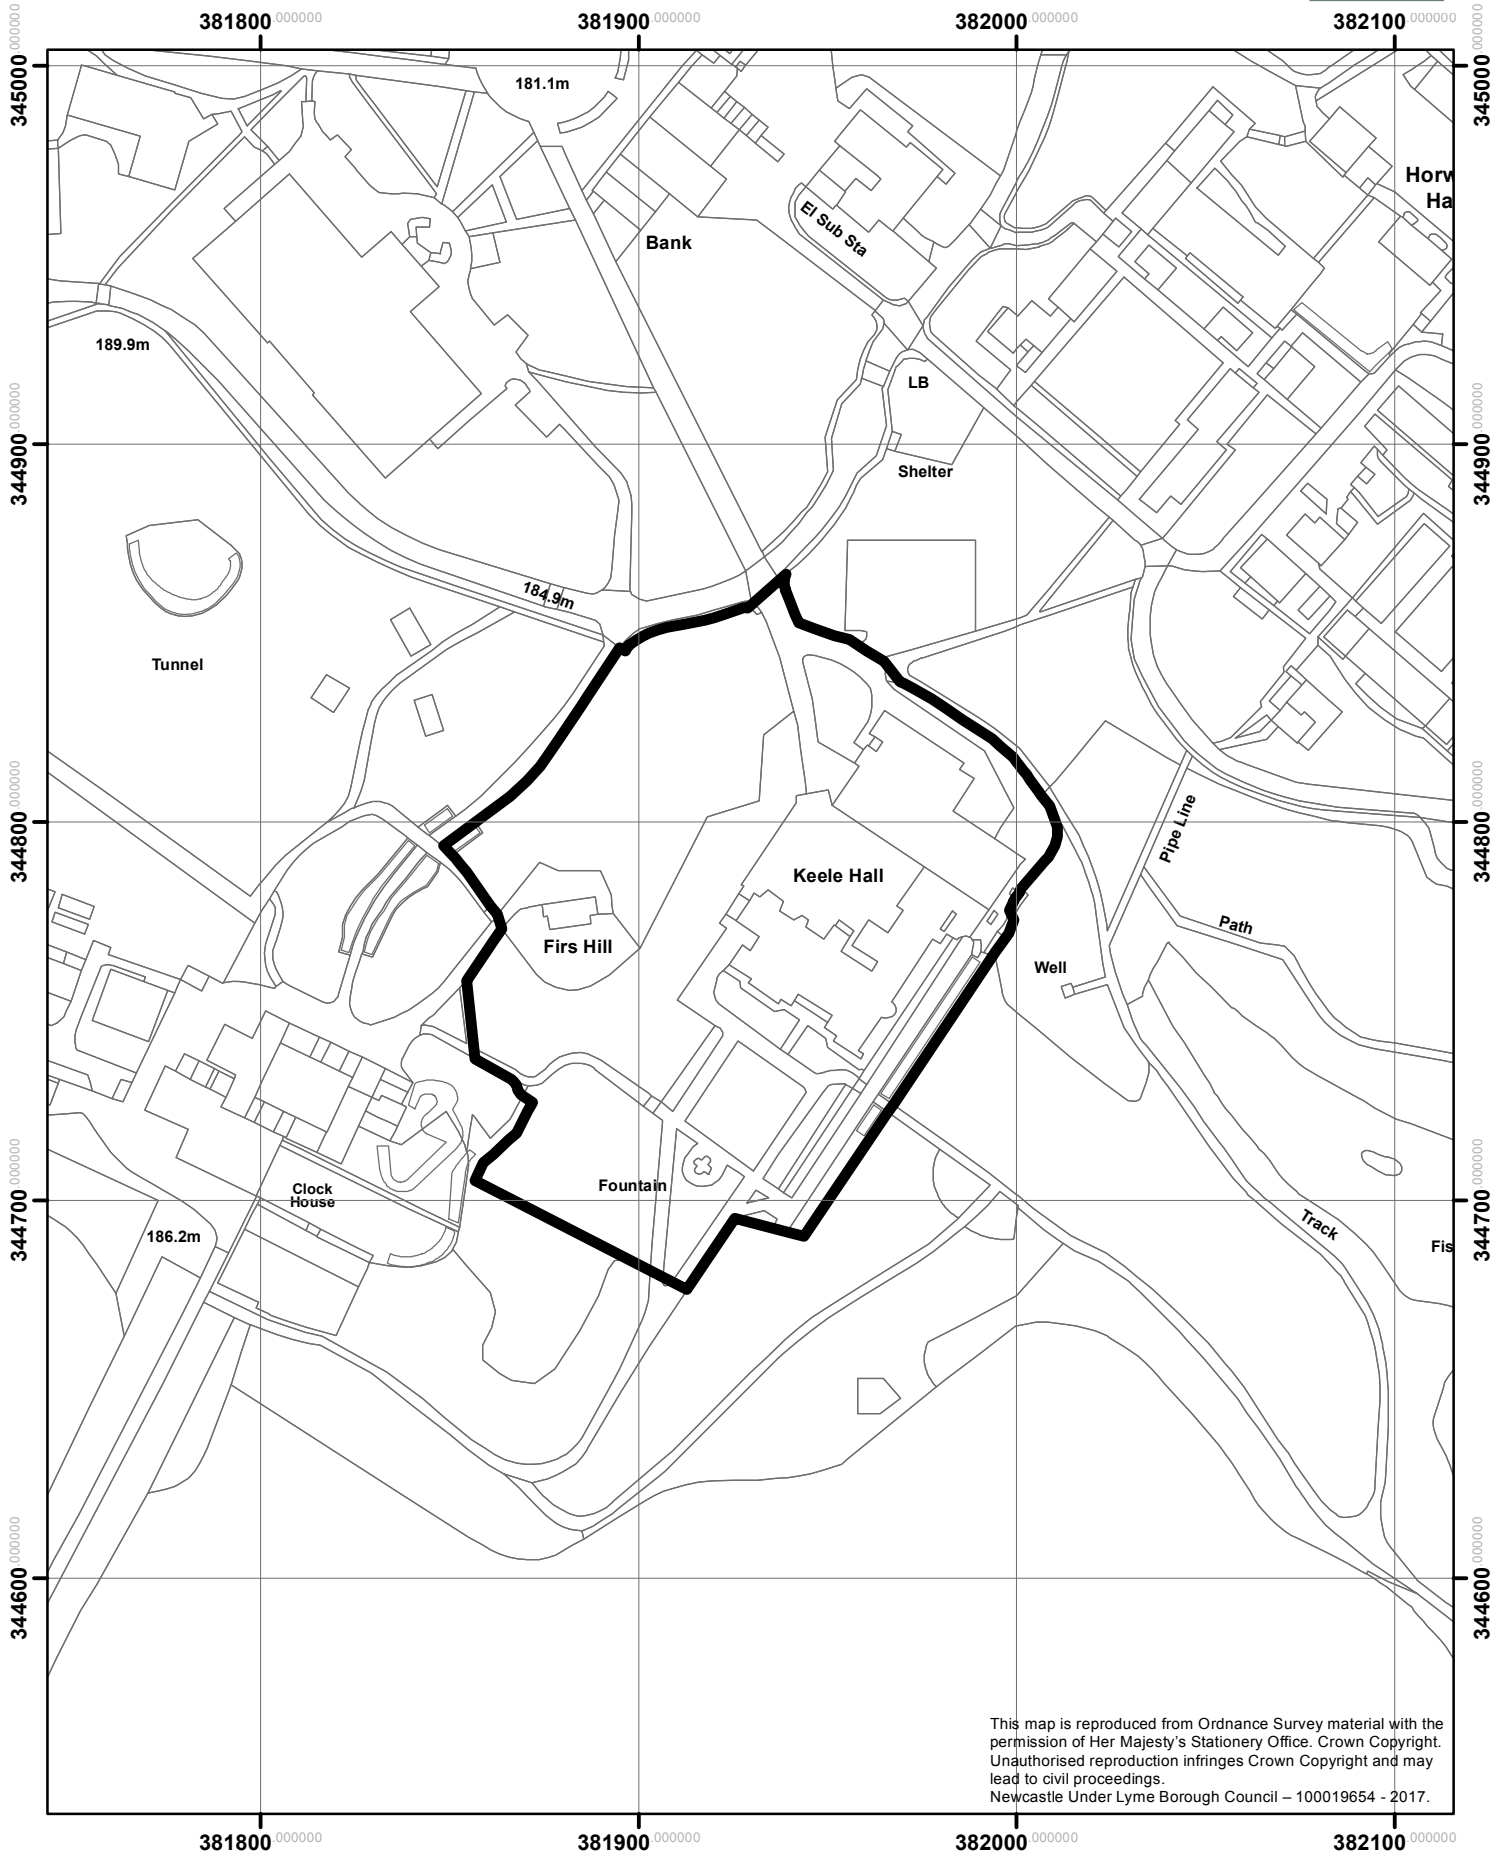 381800.000000
381900.000000
382000.000000
382100.000000
345000.000000
345000.000000
181.1m
Horw
Ha
El Sub Sta
Bank
189.9m
LB
344900.000000
344900.000000
Shelter
184.9m
Tunnel
344800.000000
344800.000000
Pipe Line
Keele Hall
Path
Firs Hill
Well
344700.000000
344700.000000
Clock
House
Fountain
186.2m
Track
Fis
344600.000000
344600.000000
This map is reproduced from Ordnance Survey material with the
permission of Her Majesty's Stationery Office. Crown Copyright.
Unauthorised reproduction infringes Crown Copyright and may
lead to civil proceedings.
Newcastle Under Lyme Borough Council – 100019654 - 2017.
381800.000000
381900.000000
382000.000000
382100.000000